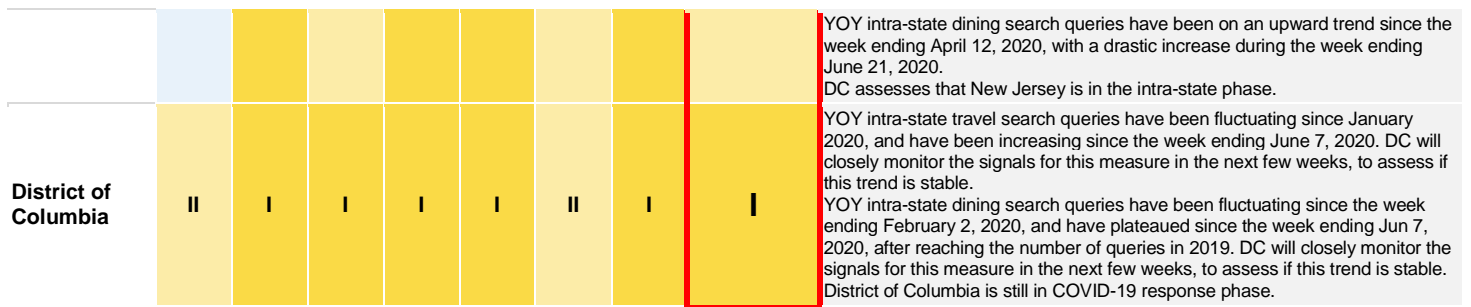 YOY intra-state dining search queries have been on an upward trend since the
week ending April 12, 2020, with a drastic increase during the week ending
June 21, 2020.
DC assesses that New Jersey is in the intra-state phase.
District of
Columbia
II I I I I II I I
YOY intra-state travel search queries have been fluctuating since January
2020, and have been increasing since the week ending June 7, 2020. DC will
closely monitor the signals for this measure in the next few weeks, to assess if
this trend is stable.
YOY intra-state dining search queries have been fluctuating since the week
ending February 2, 2020, and have plateaued since the week ending Jun 7,
2020, after reaching the number of queries in 2019. DC will closely monitor the
signals for this measure in the next few weeks, to assess if this trend is stable.
District of Columbia is still in COVID-19 response phase.